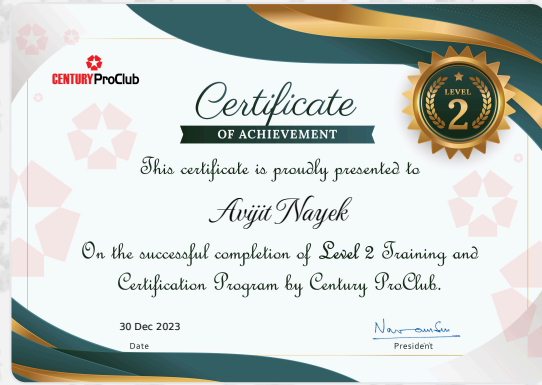 CENTURY ProClub
Certificate
OF ACHIEVEMENT
LEVEL
2
This certificate is proudly presented to
Avijit Nayek
On the successful completion of Level 2 Training and
Certification Program by Century ProClub.
30 Dec 2023
Date
President